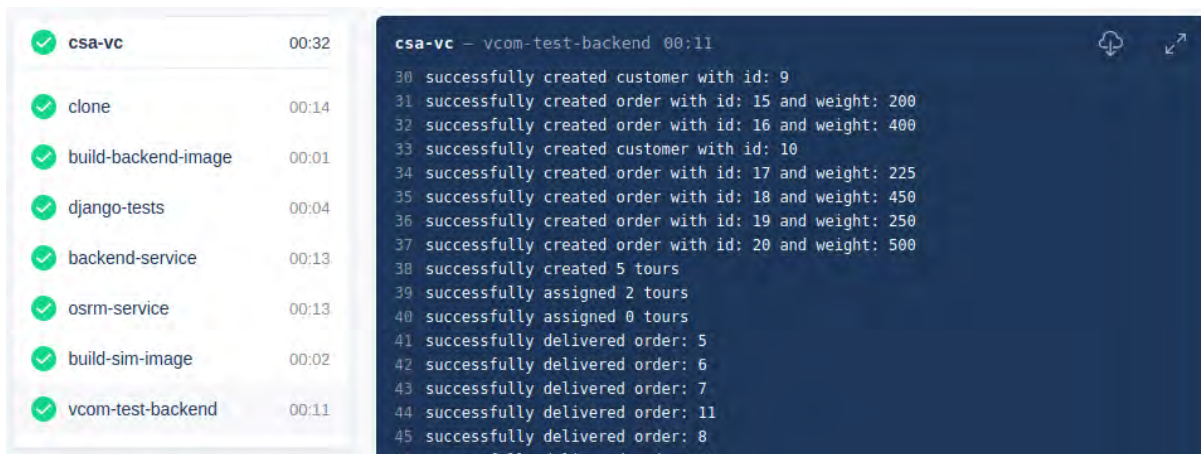 csa-vc 00:32
clone 00:14
build-backend-image 00:01
django-tests 00:04
backend-service 00:13
osrm-service 00:13
build-sim-image 00:02
vcom-test-backend 00:11
csa-vc — vcom-test-backend 00:11
30 successfully created customer with id: 9
31 successfully created order with id: 15 and weight: 200
32 successfully created order with id: 16 and weight: 400
33 successfully created customer with id: 10
34 successfully created order with id: 17 and weight: 225
35 successfully created order with id: 18 and weight: 450
36 successfully created order with id: 19 and weight: 250
37 successfully created order with id: 20 and weight: 500
38 successfully created 5 tours
39 successfully assigned 2 tours
40 successfully assigned 0 tours
41 successfully delivered order: 5
42 successfully delivered order: 6
43 successfully delivered order: 7
44 successfully delivered order: 11
45 successfully delivered order: 8